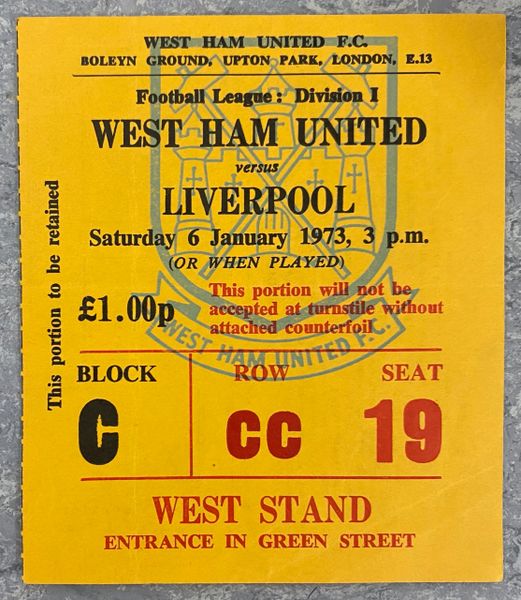 WEST HAM UNITED F.C.
BOLEYN GROUND, UPTON PARK, LONDON, E.13
Football League: Division I
WEST HAM UNITED
versus
LIVERPOOL
Saturday 6 January 1973, 3 p.m.
(OR WHEN PLAYED)
£1.00p
This portion will not be
accepted at turnstile without
attached counterfoil
WEST HAM UNITED F.C.
This portion to be retained
BLOCK ROW SEAT
C CC 19
WEST STAND
ENTRANCE IN GREEN STREET